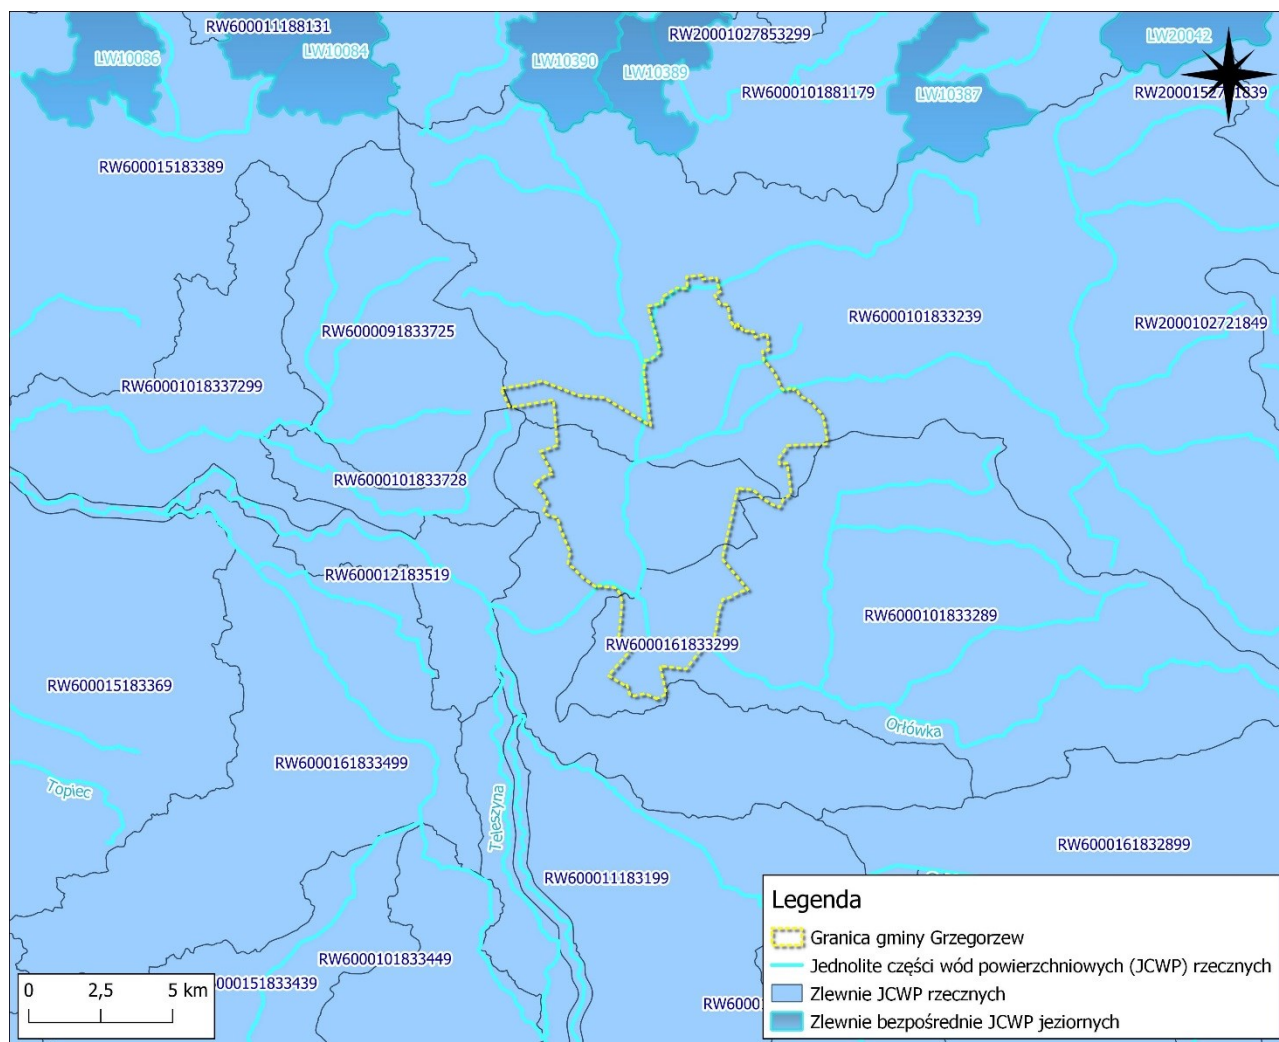 RW600011188131
LW10086
LW10084
RW20001027853299
LW20042
LW10390
LW10389
RW6000101881179
LW10387
RW600015183389
RW6000091833725
RW6000101833239
RW2000102721849
RW60001018337299
RW6000101833728
RW600012183519
RW6000101833289
RW6000161833299
RW600015183369
Orłówka
RW6000161833499
Topiec
Teleszyna
RW6000161832899
RW600011183199
RW6000101833449
Legenda
Granica gminy Grzegorzew
Jednolite części wód powierzchniowych (JCWP) rzecznych
Zlewnie JCWP rzecznych
Zlewnie bezpośrednie JCWP jeziornych
0 2,5 5 km